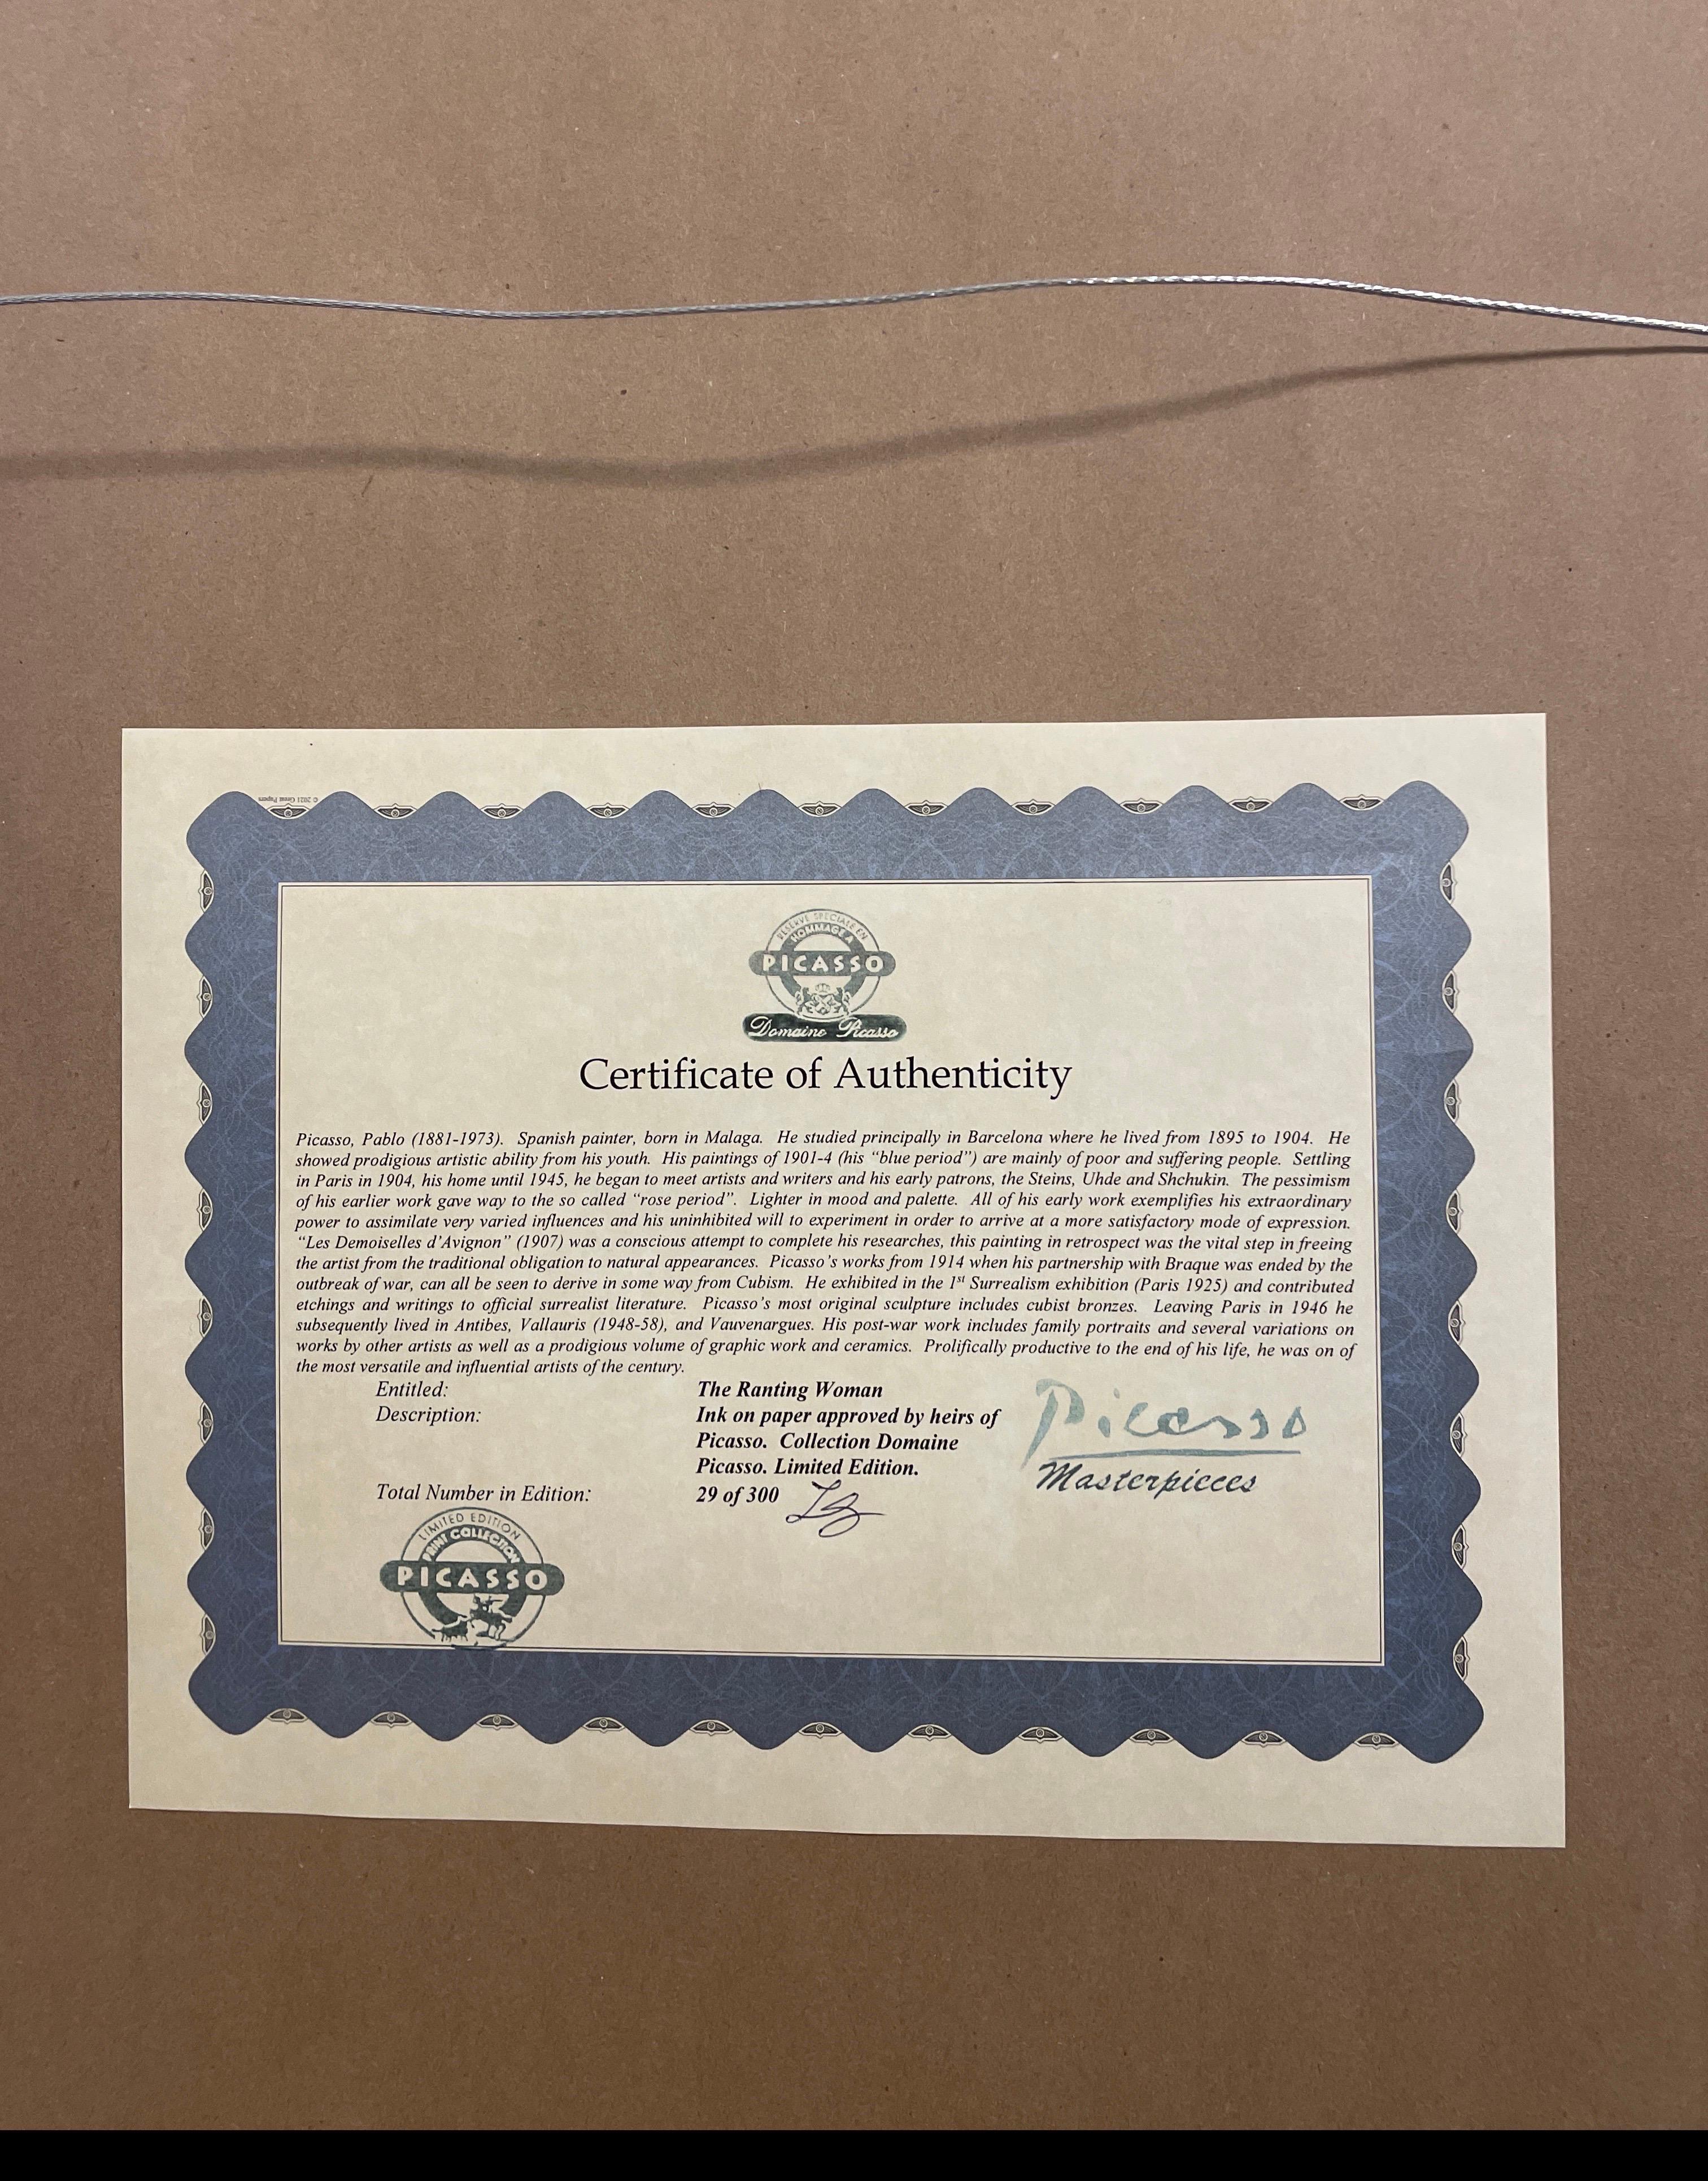 © 2021 Great Papers
RESERVE SPECIALE EN
HOMMAGE A
PICASSO
Domaine Picasso
Certificate of Authenticity
Picasso, Pablo (1881-1973). Spanish painter, born in Malaga. He studied principally in Barcelona where he lived from 1895 to 1904. He
showed prodigious artistic ability from his youth. His paintings of 1901-4 (his “blue period”) are mainly of poor and suffering people. Settling
in Paris in 1904, his home until 1945, he began to meet artists and writers and his early patrons, the Steins, Uhde and Shchukin. The pessimism
of his earlier work gave way to the so called “rose period”. Lighter in mood and palette. All of his early work exemplifies his extraordinary
power to assimilate very varied influences and his uninhibited will to experiment in order to arrive at a more satisfactory mode of expression.
“Les Demoiselles d’Avignon” (1907) was a conscious attempt to complete his researches, this painting in retrospect was the vital step in freeing
the artist from the traditional obligation to natural appearances. Picasso’s works from 1914 when his partnership with Braque was ended by the
outbreak of war, can all be seen to derive in some way from Cubism. He exhibited in the 1st Surrealism exhibition (Paris 1925) and contributed
etchings and writings to official surrealist literature. Picasso’s most original sculpture includes cubist bronzes. Leaving Paris in 1946 he
subsequently lived in Antibes, Vallauris (1948-58), and Vauvenargues. His post-war work includes family portraits and several variations on
works by other artists as well as a prodigious volume of graphic work and ceramics. Prolifically productive to the end of his life, he was on of
the most versatile and influential artists of the century.
Entitled: The Ranting Woman
Description: Ink on paper approved by heirs of
Picasso. Collection Domaine
Picasso. Limited Edition.
Total Number in Edition: 29 of 300
Picasso
Masterpieces
LIMITED EDITION
PRINT COLLECTION
PICASSO